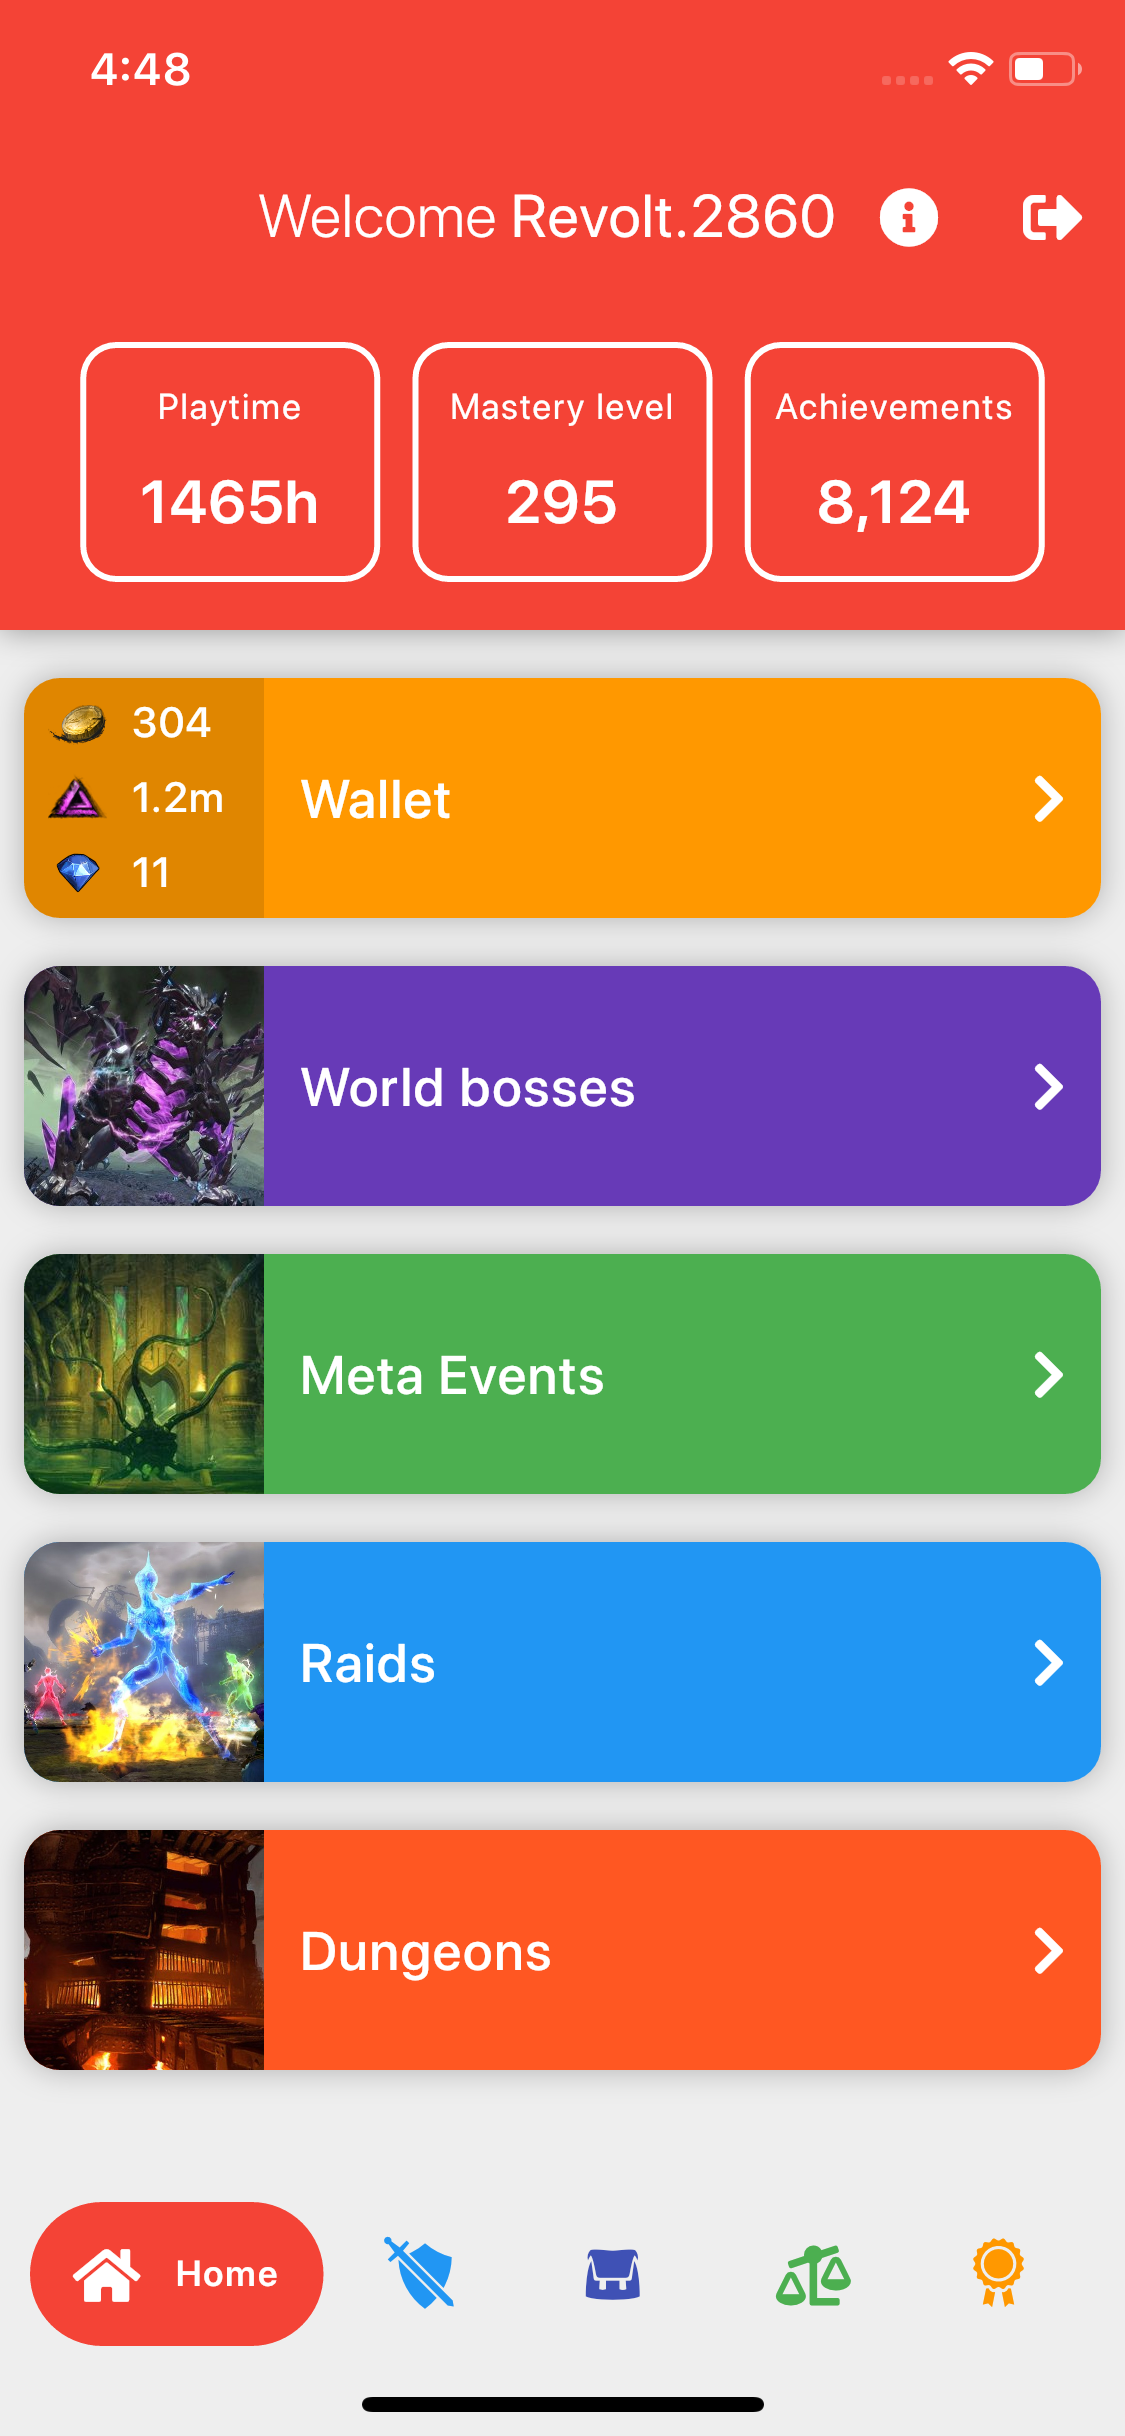 4:48
Welcome Revolt.2860
Playtime
1465h
Mastery level
295
Achievements
8,124
304
1.2m
11
Wallet
World bosses
Meta Events
Raids
Dungeons
Home